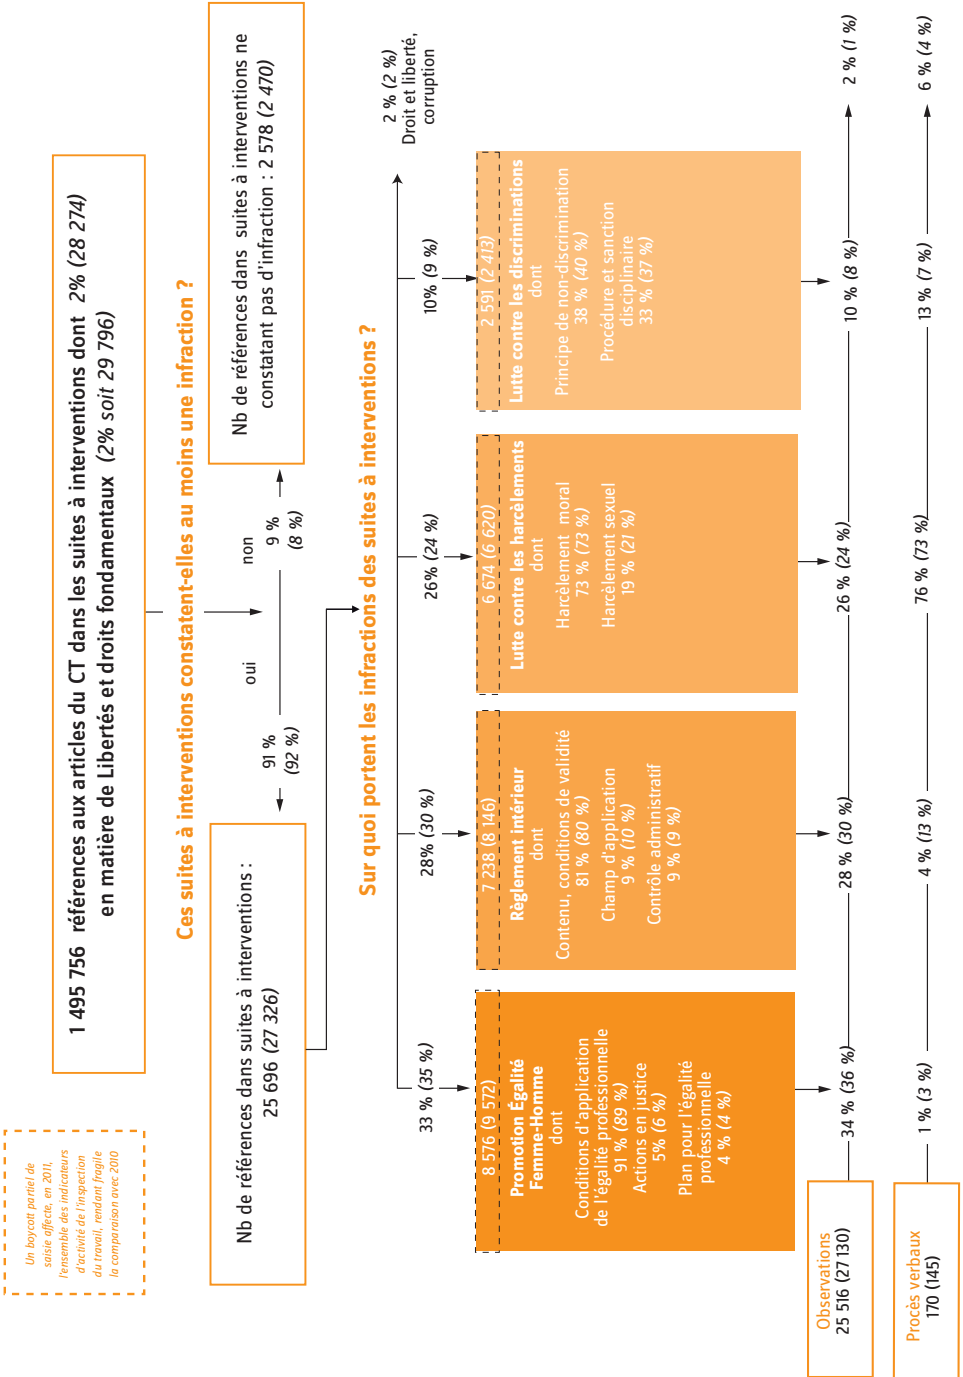 Un boycott partiel de
saisie affecte, en 2011,
l'ensemble des indicateurs
d'activité de l'inspection
du travail, rendant fragile
la comparaison avec 2010
1 495 756 références aux articles du CT dans les suites à interventions dont 2% (28 274)
en matière de Libertés et droits fondamentaux (2% soit 29 796)
Ces suites à interventions constatent-elles au moins une infraction ?
oui
non
91 %
(92 %)
9 %
(8 %)
Nb de références dans suites à interventions :
25 696 (27 326)
Nb de références dans suites à interventions ne
constatant pas d'infraction : 2 578 (2 470)
Sur quoi portent les infractions des suites à interventions ?
33 % (35 %)
28% (30 %)
26% (24 %)
10% (9 %)
2 % (2 %)
Droit et liberté,
corruption
8 576 (9 572)
Promotion Égalité
Femme-Homme
dont
Conditions d'application
de l'égalité professionnelle
91 % (89 %)
Actions en justice
5% (6 %)
Plan pour l'égalité
professionnelle
4 % (4 %)
7 238 (8 146)
Règlement intérieur
dont
Contenu, conditions de validité
81 % (80 %)
Champ d'application
9 % (10 %)
Contrôle administratif
9 % (9 %)
6 674 (6 620)
Lutte contre les harcèlements
dont
Harcèlement moral
73 % (73 %)
Harcèlement sexuel
19 % (21 %)
2 591 (2 413)
Lutte contre les discriminations
dont
Principe de non-discrimination
38 % (40 %)
Procédure et sanction
disciplinaire
33 % (37 %)
Observations
25 516 (27 130)
34 % (36 %)
28 % (30 %)
26 % (24 %)
10 % (8 %)
2 % (1 %)
Procès verbaux
170 (145)
1 % (3 %)
4 % (13 %)
76 % (73 %)
13 % (7 %)
6 % (4 %)